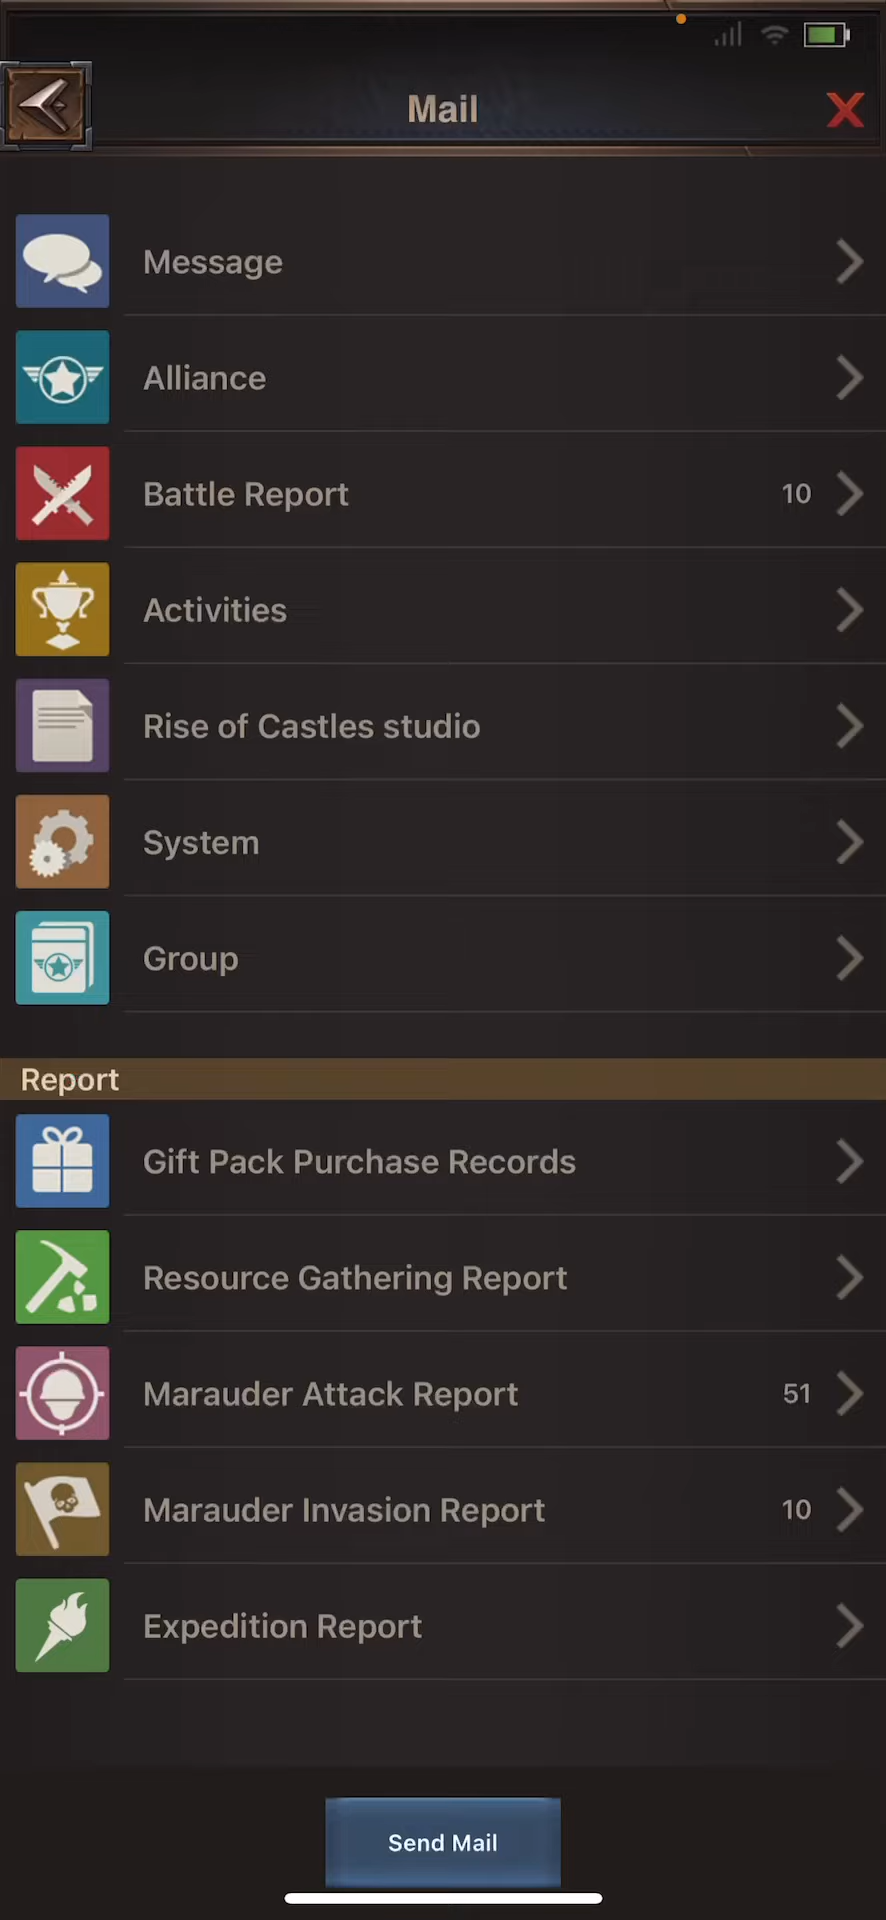 Mail
Message
Alliance
Battle Report 10
Activities
Rise of Castles studio
System
Group
Report
Gift Pack Purchase Records
Resource Gathering Report
Marauder Attack Report 51
Marauder Invasion Report 10
Expedition Report
Send Mail